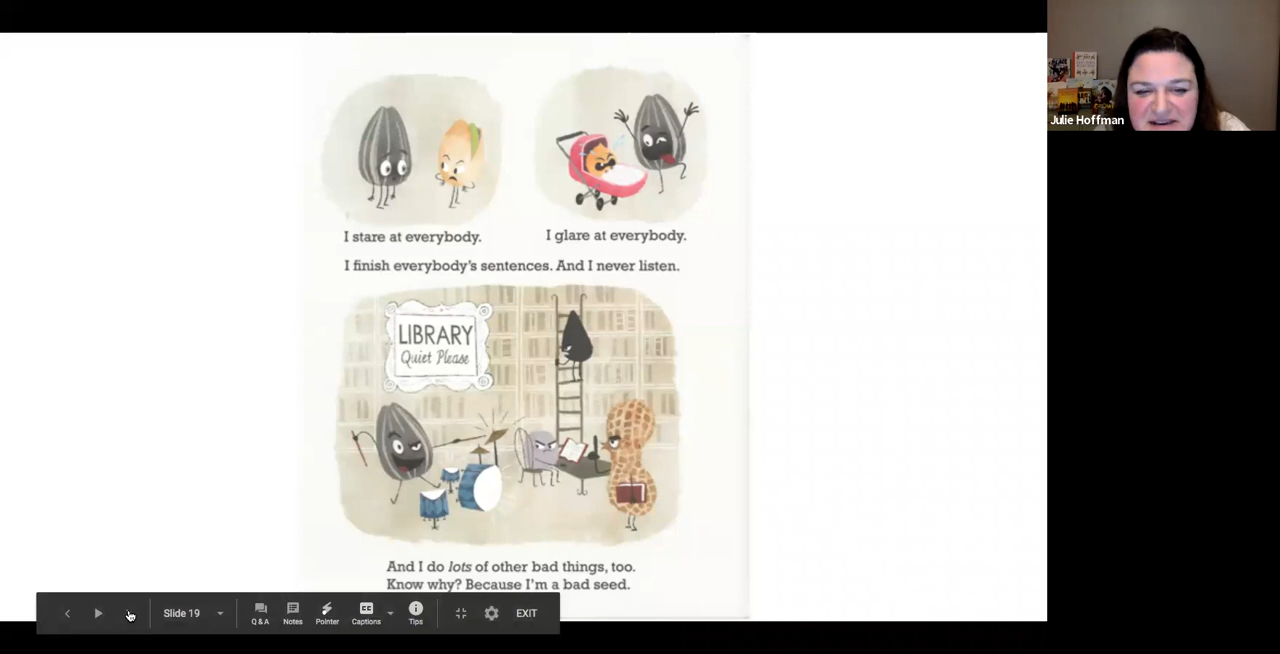 Julie Hoffman
I stare at everybody.
I glare at everybody.
I finish everybody's sentences. And I never listen.
LIBRARY
Quiet Please
And I do lots of other bad things, too.
Know why? Because I'm a bad seed.
Slide 19
Q & A
Notes
Pointer
CC
Captions
Tips
EXIT